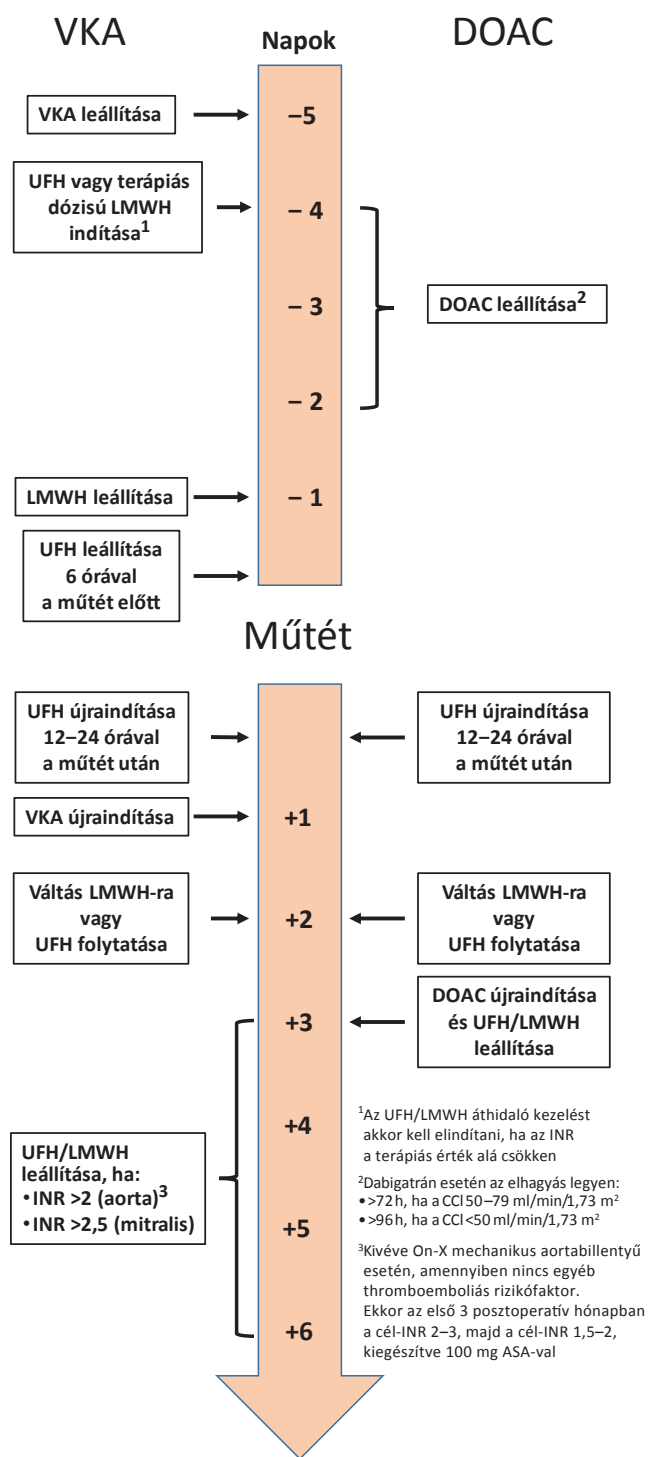 VKA
Napok
DOAC
VKA leállítása
−5
UFH vagy terápiás
dózisú LMWH
indítása¹
− 4
− 3
DOAC leállítása²
− 2
LMWH leállítása
− 1
UFH leállítása
6 órával
a műtét előtt
Műtét
UFH újraindítása
12–24 órával
a műtét után
UFH újraindítása
12–24 órával
a műtét után
VKA újraindítása
+1
Váltás LMWH-ra
vagy
UFH folytatása
+2
Váltás LMWH-ra
vagy
UFH folytatása
+3
DOAC újraindítása
és UFH/LMWH
leállítása
+4
UFH/LMWH
leállítása, ha:
• INR >2 (aorta)³
• INR >2,5 (mitralis)
+5
+6
¹Az UFH/LMWH áthidaló kezelést
akkor kell elindítani, ha az INR
a terápiás érték alá csökken
²Dabigatrán esetén az elhagyás legyen:
• >72 h, ha a CCl 50–79 ml/min/1,73 m²
• >96 h, ha a CCl <50 ml/min/1,73 m²
³Kivéve On-X mechanikus aortabillentyű
esetén, amennyiben nincs egyéb
thromboemboliás rizikófaktor.
Ekkor az első 3 posztoperatív hónapban
a cél-INR 2–3, majd a cél-INR 1,5–2,
kiegészítve 100 mg ASA-val